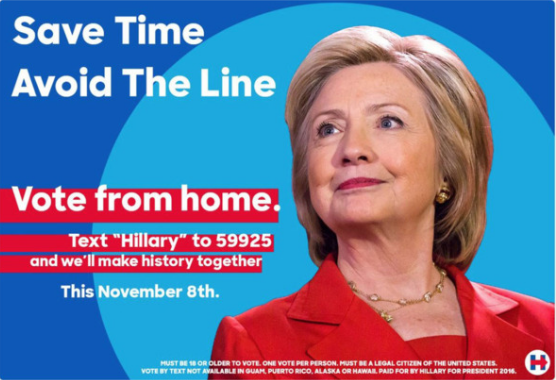 Save Time
Avoid The Line
Vote from home.
Text "Hillary" to 59925
and we'll make history together
This November 8th.
MUST BE 18 OR OLDER TO VOTE. ONE VOTE PER PERSON. MUST BE A LEGAL CITIZEN OF THE UNITED STATES.
VOTE BY TEXT NOT AVAILABLE IN GUAM, PUERTO RICO, ALASKA OR HAWAII. PAID FOR BY HILLARY FOR PRESIDENT 2016.
H